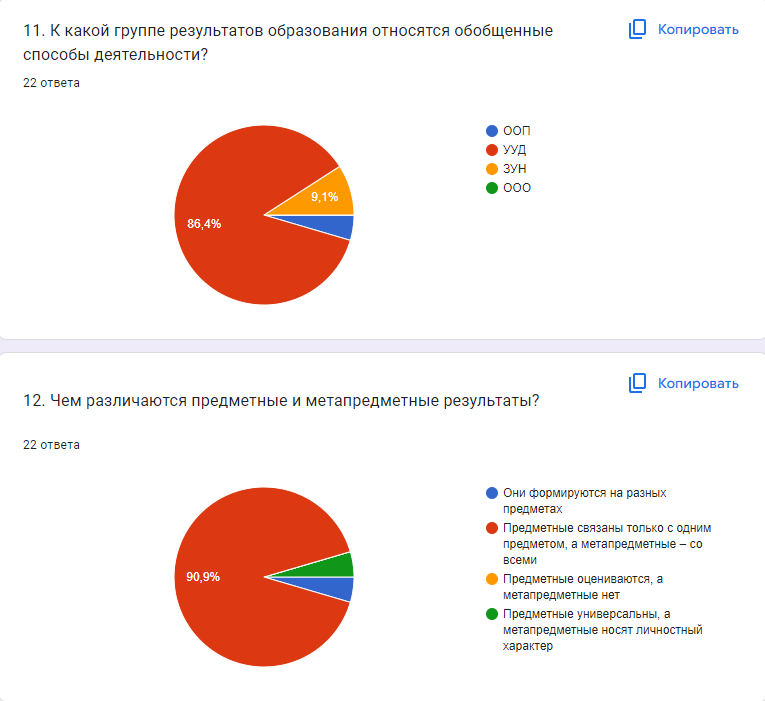 11. К какой группе результатов образования относятся обобщенные
способы деятельности?
Копировать
22 ответа
ООП
УУД
ЗУН
ООО
9,1%
86,4%
Копировать
12. Чем различаются предметные и метапредметные результаты?
22 ответа
Они формируются на разных
предметах
Предметные связаны только с одним
предметом, а метапредметные – со
всеми
Предметные оцениваются, а
метапредметные нет
Предметные универсальны, а
метапредметные носят личностный
характер
90,9%